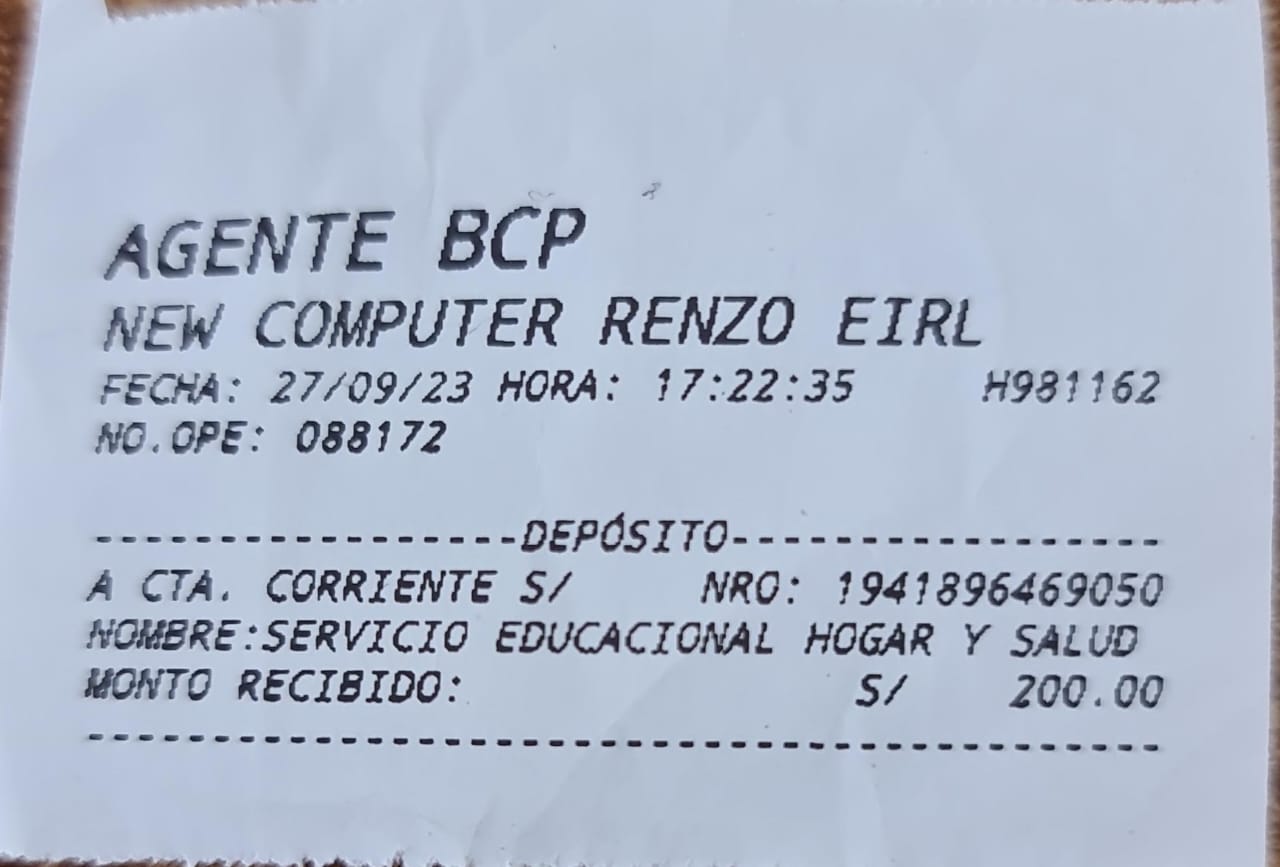 AGENTE BCP
NEW COMPUTER RENZO EIRL
FECHA: 27/09/23 HORA: 17:22:35 H981162
NO.OPE: 088172
------------------DEPÓSITO------------------
A CTA. CORRIENTE S/ NRO: 1941896469050
NOMBRE:SERVICIO EDUCACIONAL HOGAR Y SALUD
MONTO RECIBIDO: S/ 200.00